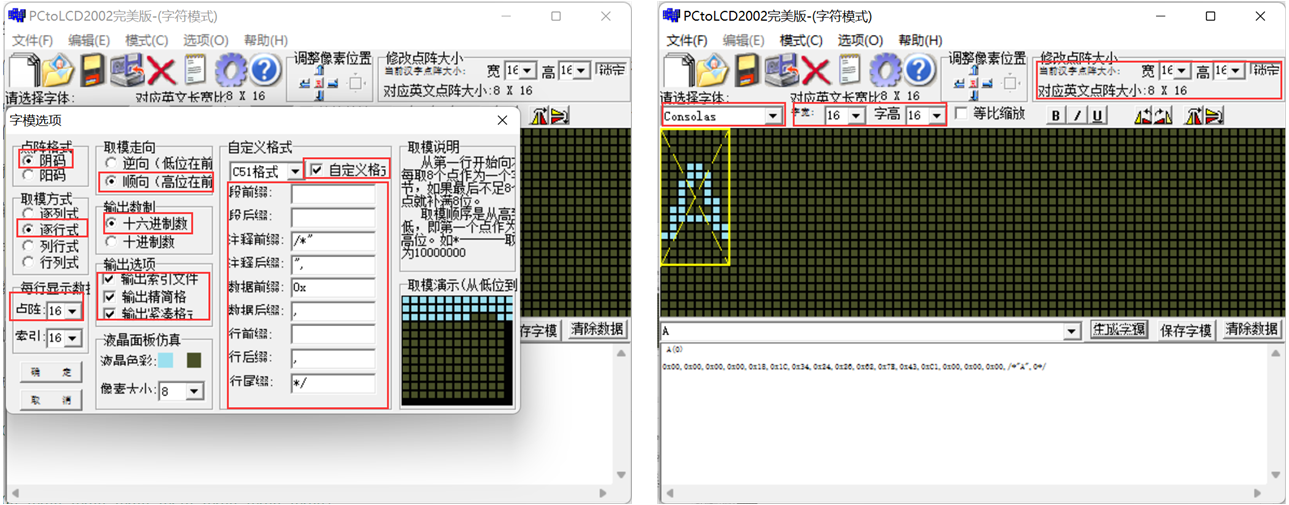 PCtoLCD2002完美版-(字符模式)
文件(F) 编辑(E) 模式(C) 选项(O) 帮助(H)
调整像素位置
修改点阵大小
当前汉字点阵大小: 宽 16 高 16 锁定
对应英文点阵大小:8 X 16
请选择字体: 对应英文长宽比8 X 16
字模选项
点阵格式
阴码
阳码
取模方式
逐列式
逐行式
列行式
行列式
每行显示数据
点阵: 16
索引: 16
确 定
取 消
取模走向
逆向(低位在前
顺向(高位在前
输出数制
十六进制数
十进制数
输出选项
输出索引文件
输出精简格
输出紧凑格式
液晶面板仿真
液晶色彩:
像素大小: 8
自定义格式
C51格式 自定义格式
段前缀:
段后缀:
注释前缀: /*"
注释后缀: ",
数据前缀: 0x
数据后缀: ,
行前缀:
行后缀: ,
行尾缀: */
取模说明
从第一行开始向
每取8个点作为一个字
节,如果最后不足8
点就补满8位。
取模顺序是从高到
低,即第一个点作为
高位。如*-------取
为10000000
取模演示(从低位到
存字模 清除数据
PCtoLCD2002完美版-(字符模式)
文件(F) 编辑(E) 模式(C) 选项(O) 帮助(H)
调整像素位置
修改点阵大小
当前汉字点阵大小: 宽 16 高 16 锁定
对应英文点阵大小:8 X 16
请选择字体: 对应英文长宽比8 X 16
Consolas 字宽: 16 字高 16 等比缩放 B I U
A 生成字模 保存字模 清除数据
A(0)
0x00,0x00,0x00,0x00,0x18,0x1C,0x34,0x24,0x26,0x62,0x7E,0x43,0xC1,0x00,0x00,0x00,/*"A",0*/